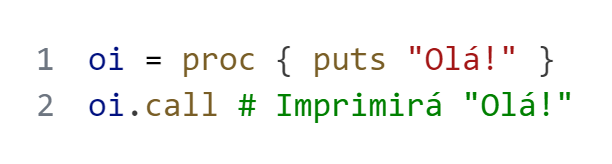 1 oi = proc { puts "Olá!" }
2 oi.call # Imprimirá "Olá!"